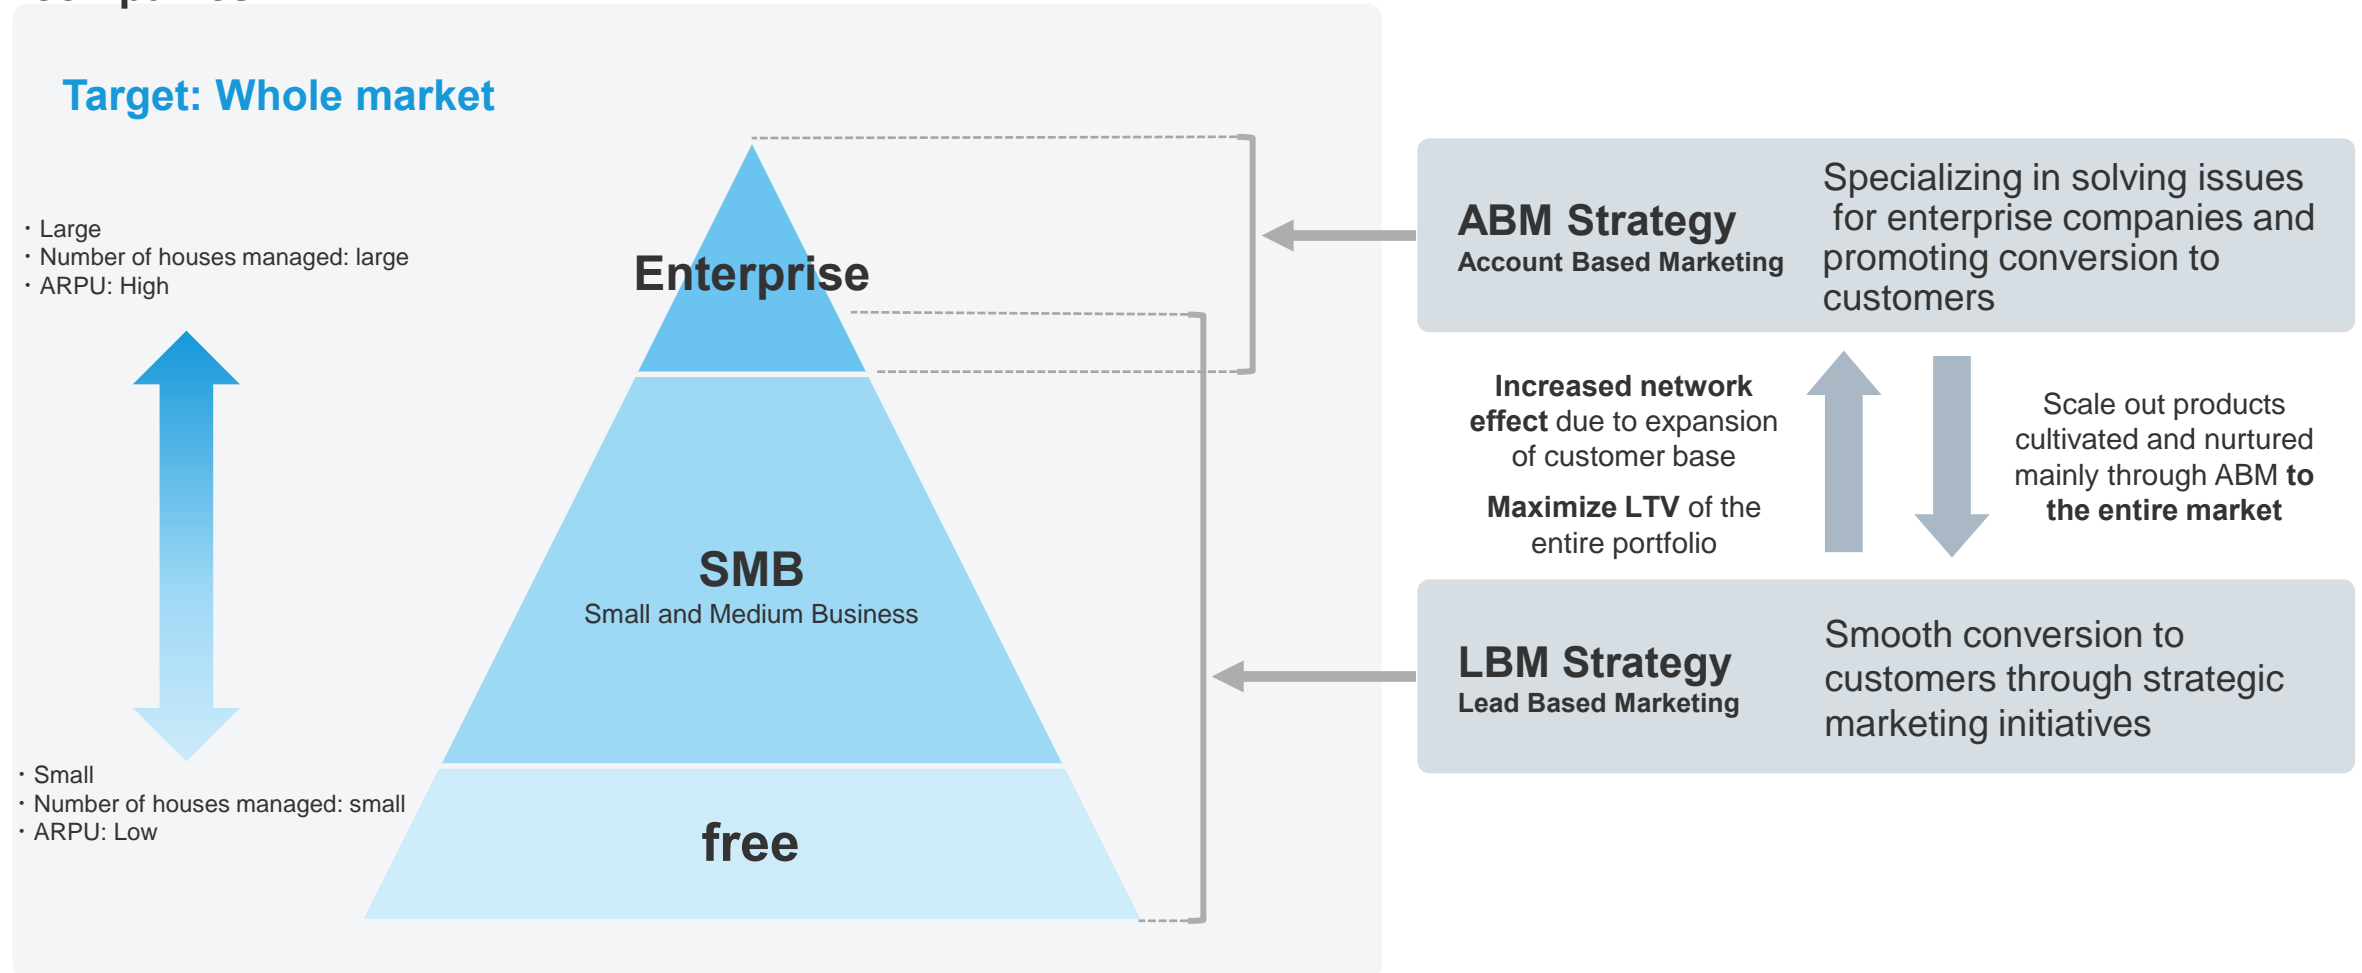 Target: Whole market
・Large
・Number of houses managed: large
・ARPU: High
Enterprise
SMB
Small and Medium Business
free
・Small
・Number of houses managed: small
・ARPU: Low
ABM Strategy
Account Based Marketing
Specializing in solving issues
for enterprise companies and
promoting conversion to
customers
Increased network
effect due to expansion
of customer base
Maximize LTV of the
entire portfolio
Scale out products
cultivated and nurtured
mainly through ABM to
the entire market
LBM Strategy
Lead Based Marketing
Smooth conversion to
customers through strategic
marketing initiatives